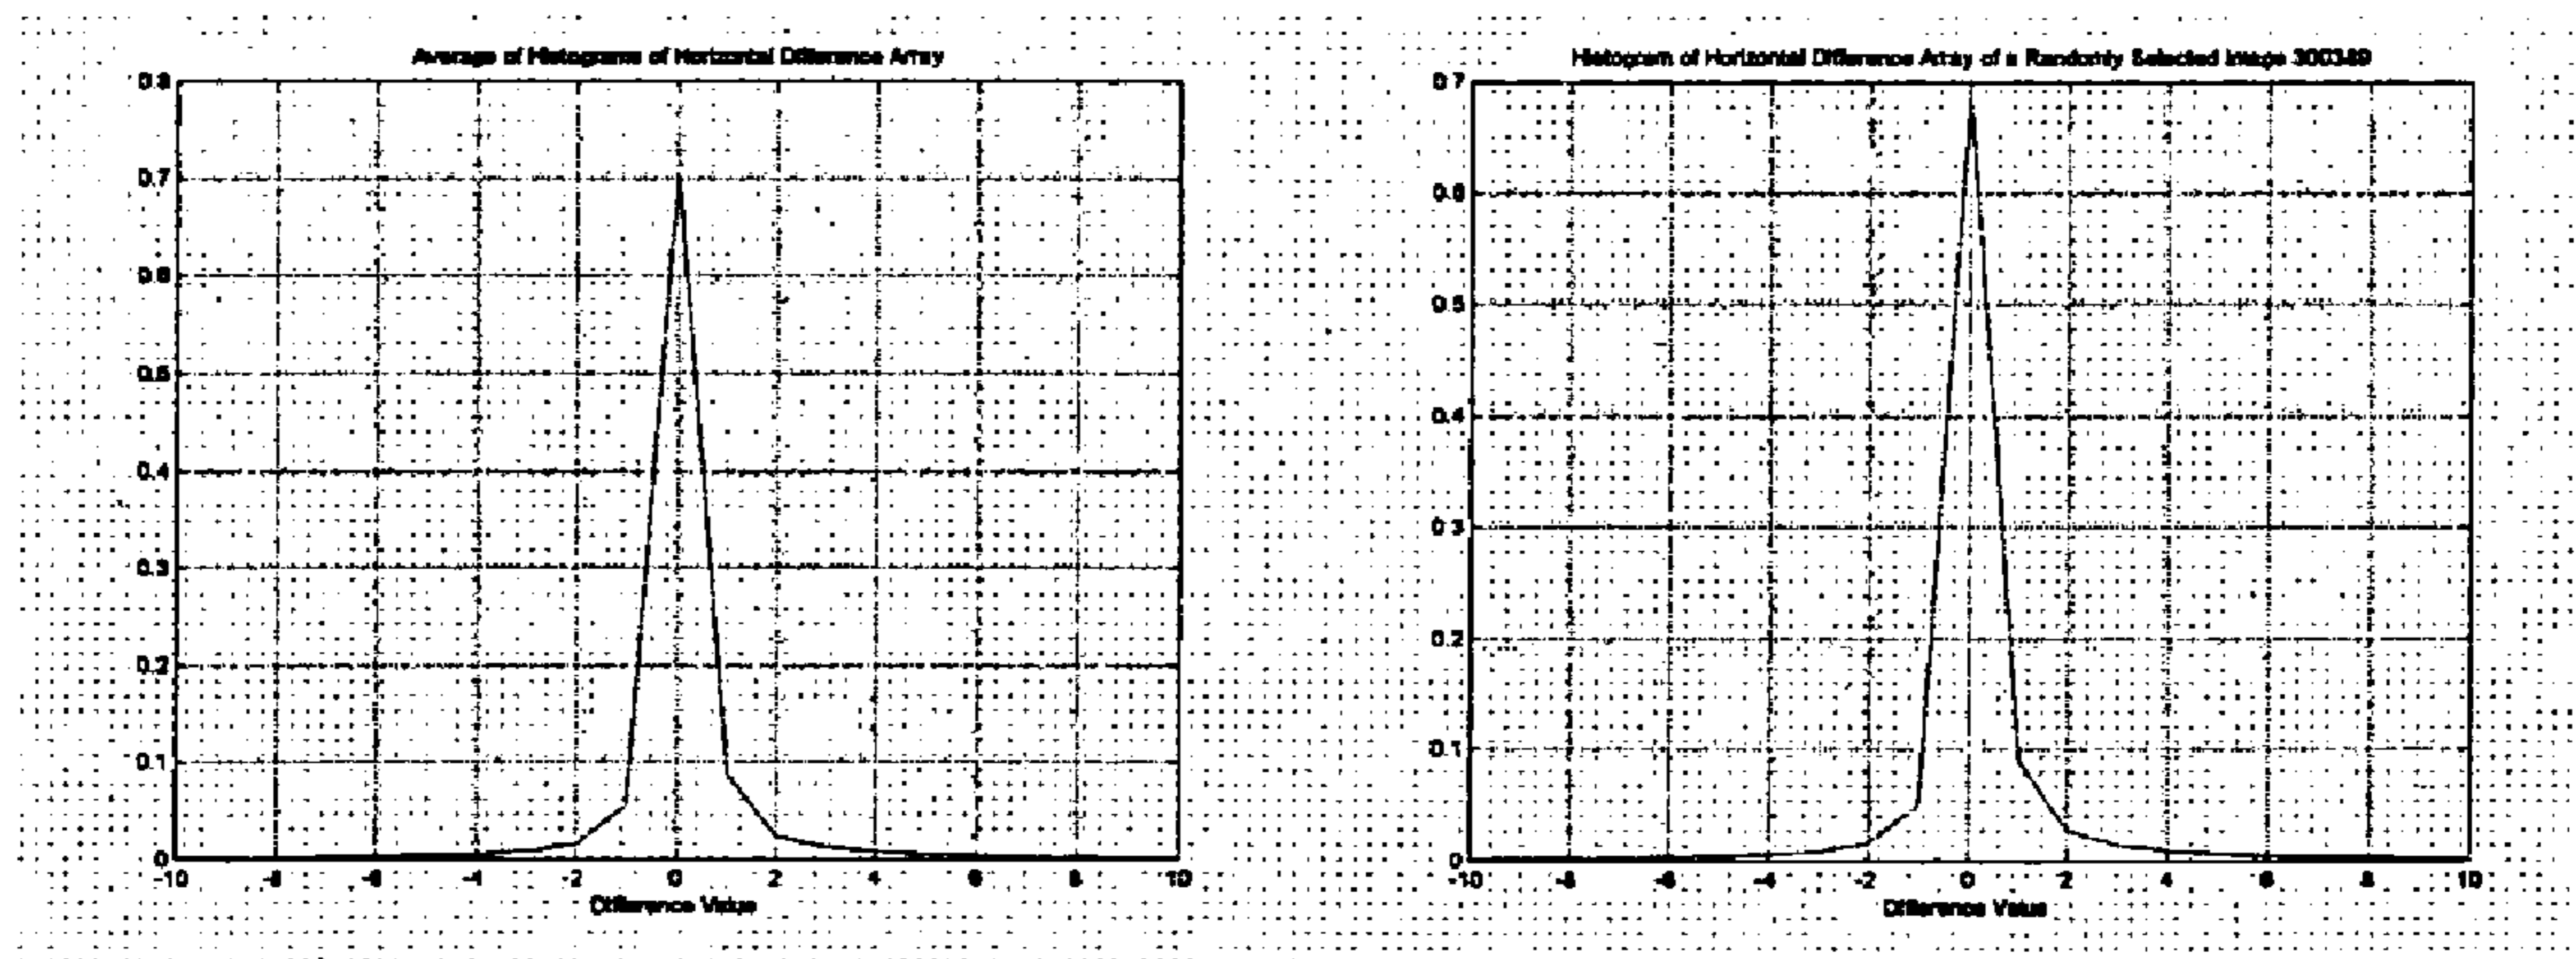 Average of Histograms of Horizontal Difference Array
0.8
0.7
0.6
0.5
0.4
0.3
0.2
0.1
0
-10 -8 -6 -4 -2 0 2 4 6 8 10
Difference Value
Histogram of Horizontal Difference Array of a Randomly Selected Image
0.7
0.6
0.5
0.4
0.3
0.2
0.1
0
-10 -8 -6 -4 -2 0 2 4 6 8 10
Difference Value